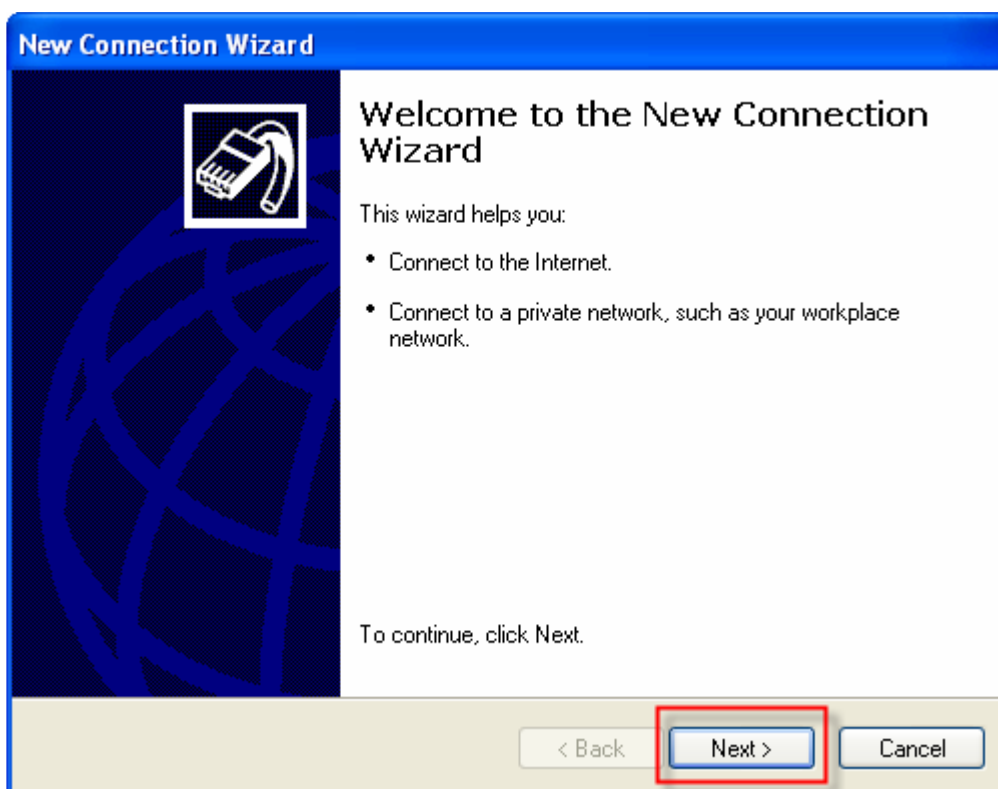 New Connection Wizard
Welcome to the New Connection
Wizard
This wizard helps you:
• Connect to the Internet.
• Connect to a private network, such as your workplace
network.
To continue, click Next.
< Back
Next >
Cancel